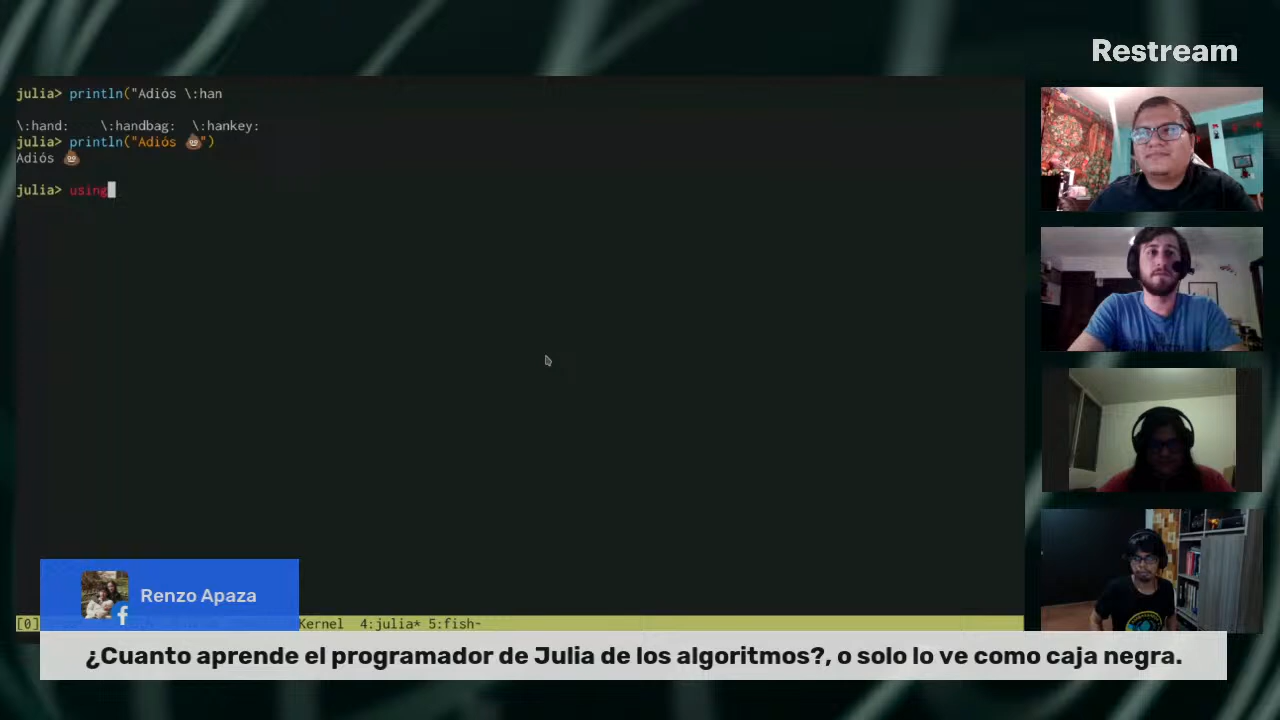 Restream
julia> println("Adiós \:han
\:hand: \:handbag: \:hankey:
julia> println("Adiós 💩")
Adiós 💩
julia> using
Renzo Apaza
[0] Kernel 4:julia* 5:fish-
¿Cuanto aprende el programador de Julia de los algoritmos?, o solo lo ve como caja negra.